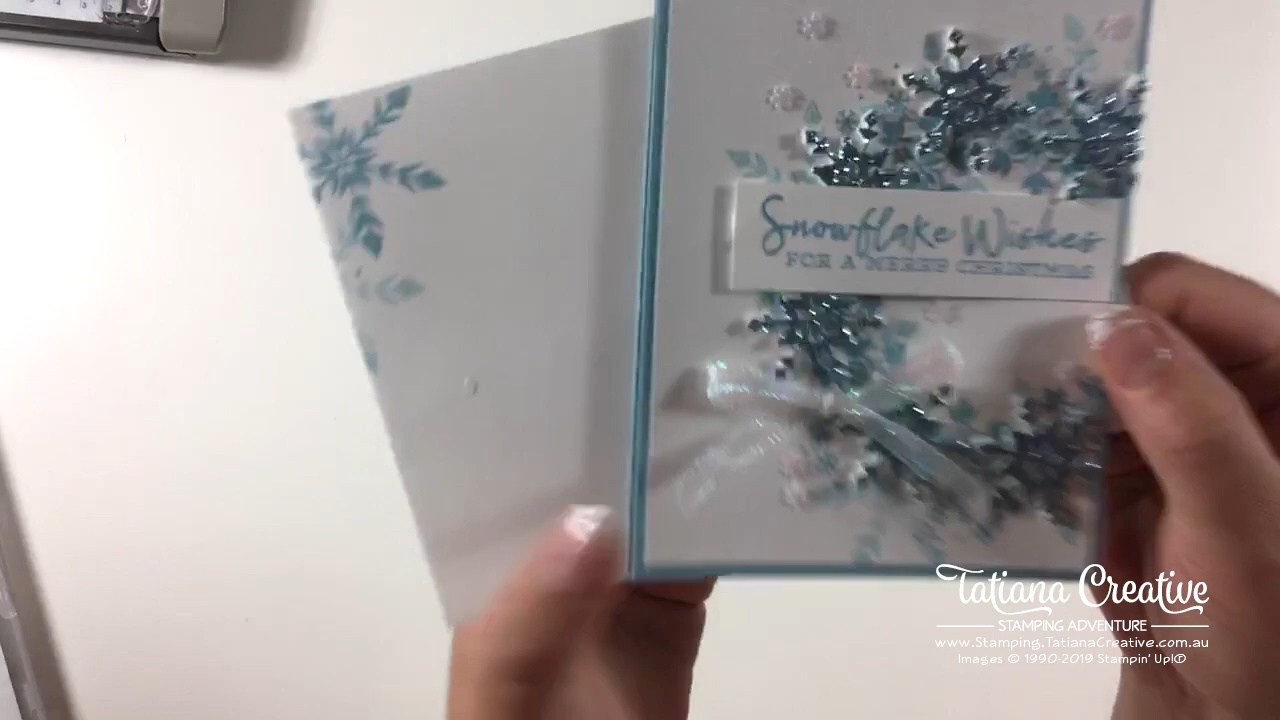 Snowflake Wishes
FOR A MERRY CHRISTMAS
Tatiana Creative
STAMPING ADVENTURE
www.Stamping.TatianaCreative.com.au
Images © 1990-2019 Stampin' Up!®